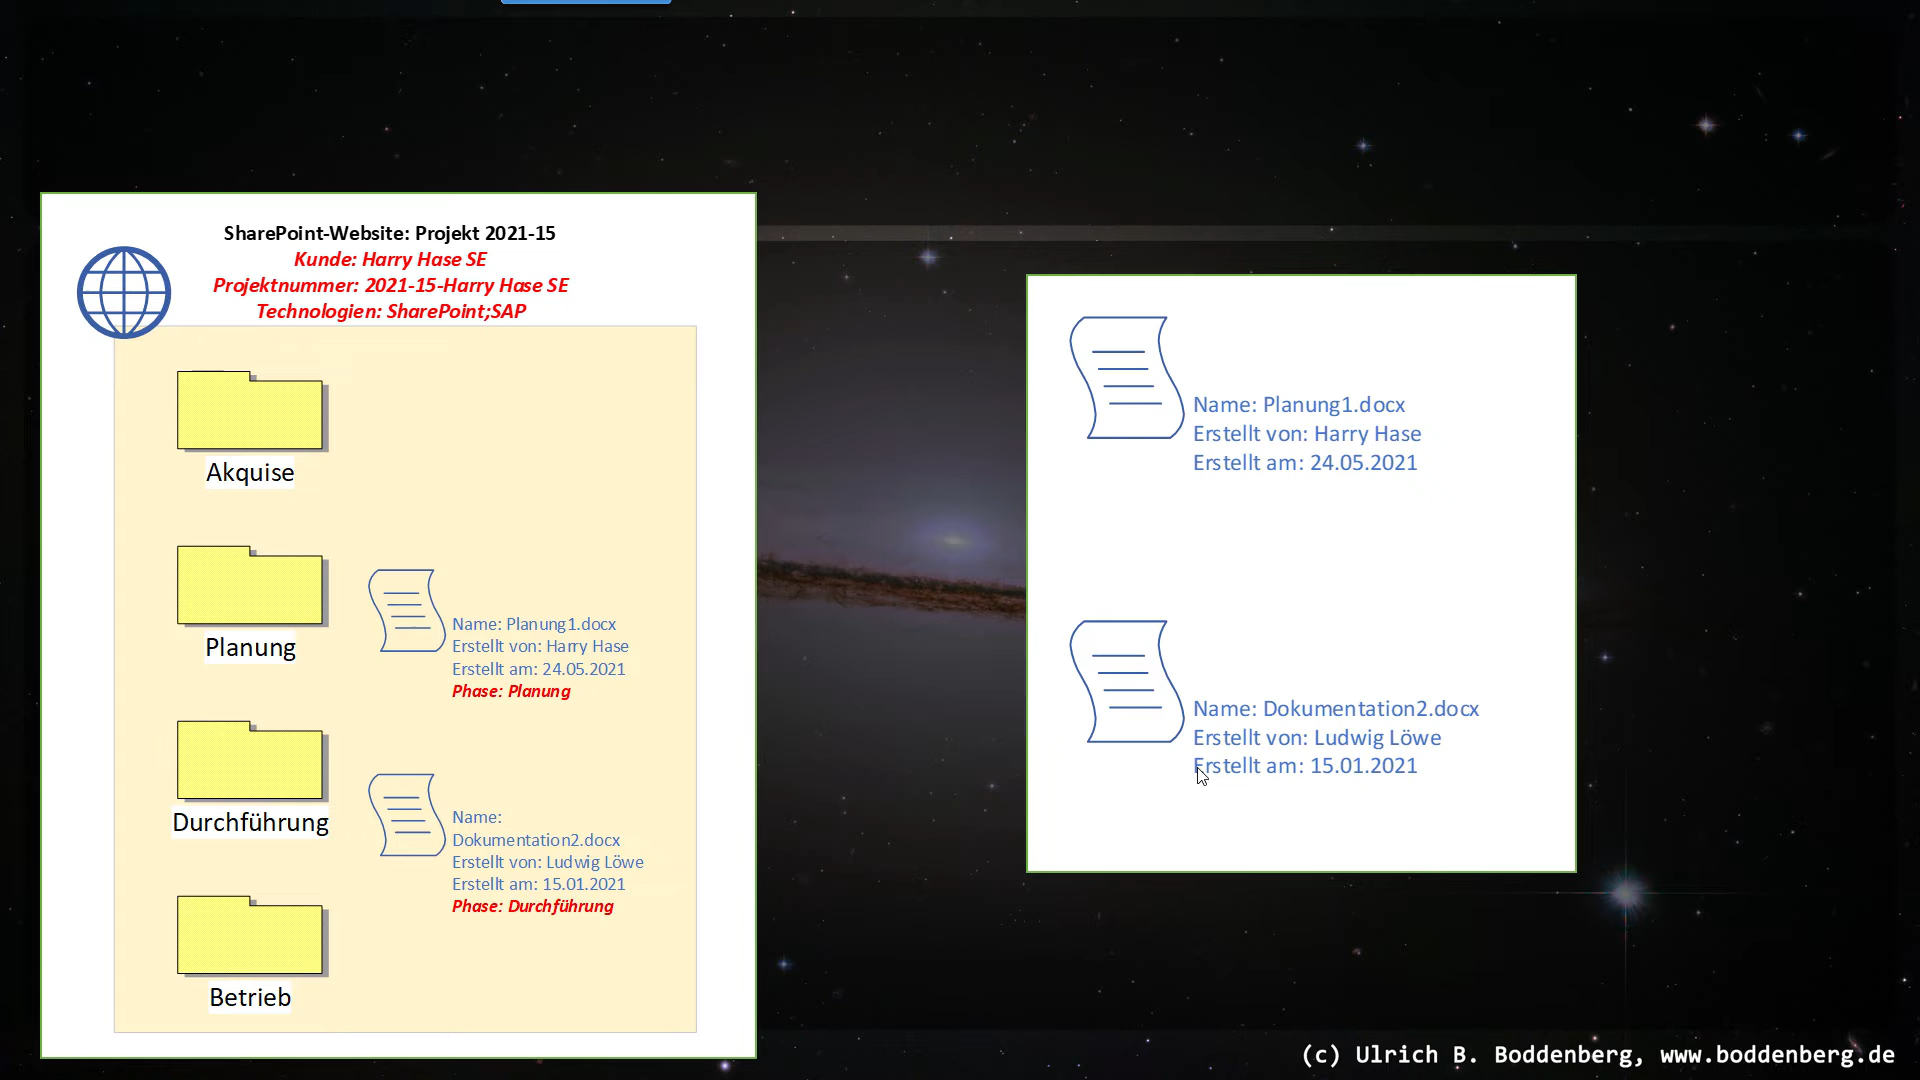 SharePoint-Website: Projekt 2021-15
Kunde: Harry Hase SE
Projektnummer: 2021-15-Harry Hase SE
Technologien: SharePoint;SAP
Akquise
Planung
Name: Planung1.docx
Erstellt von: Harry Hase
Erstellt am: 24.05.2021
Phase: Planung
Durchführung
Name:
Dokumentation2.docx
Erstellt von: Ludwig Löwe
Erstellt am: 15.01.2021
Phase: Durchführung
Betrieb
Name: Planung1.docx
Erstellt von: Harry Hase
Erstellt am: 24.05.2021
Name: Dokumentation2.docx
Erstellt von: Ludwig Löwe
Erstellt am: 15.01.2021
(c) Ulrich B. Boddenberg, www.boddenberg.de